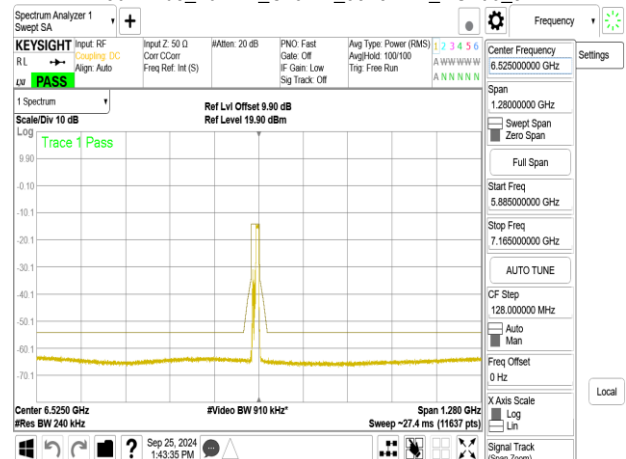 Spectrum Analyzer 1
Swept SA
+
Frequency
KEYSIGHT
RL
LXI
PASS
Input: RF
Coupling: DC
Align: Auto
Input Z: 50 Ω
Corr CCorr
Freq Ref: Int (S)
#Atten: 20 dB
PNO: Fast
Gate: Off
IF Gain: Low
Sig Track: Off
Avg Type: Power (RMS)
Avg|Hold: 100/100
Trig: Free Run
1 2 3 4 5 6
A W W W W W
A N N N N N
Settings
Center Frequency
6.525000000 GHz
Span
1.28000000 GHz
Swept Span
Zero Span
Full Span
Start Freq
5.885000000 GHz
Stop Freq
7.165000000 GHz
AUTO TUNE
CF Step
128.000000 MHz
Auto
Man
Freq Offset
0 Hz
X Axis Scale
Log
Lin
Signal Track
(Span Zoom)
Local
1 Spectrum
Scale/Div 10 dB
Ref Lvl Offset 9.90 dB
Ref Level 19.90 dBm
Log
Trace 1 Pass
9.90
-0.10
-10.1
-20.1
-30.1
-40.1
-50.1
-60.1
-70.1
Center 6.5250 GHz
#Res BW 240 kHz
#Video BW 910 kHz*
Span 1.280 GHz
Sweep ~27.4 ms (11637 pts)
?
Sep 25, 2024
1:43:35 PM